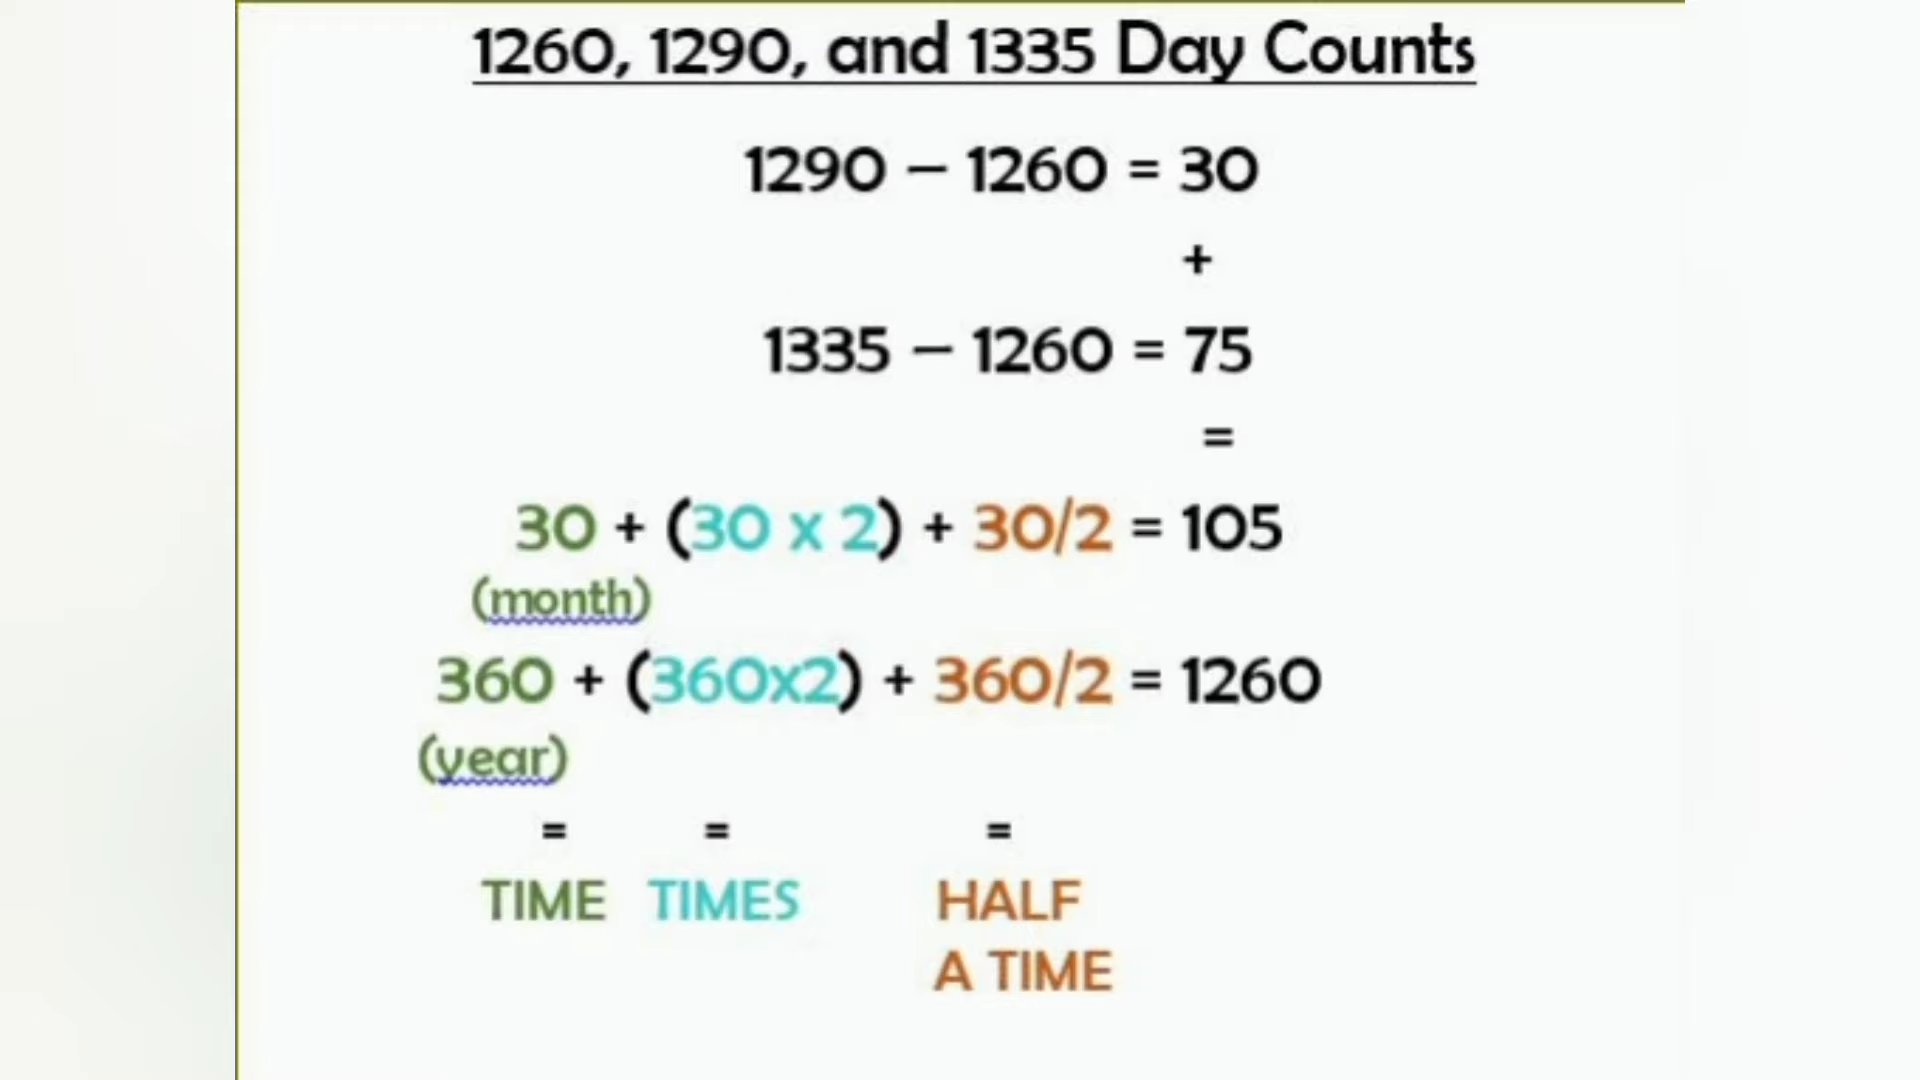 1260, 1290, and 1335 Day Counts
1290 – 1260 = 30
+
1335 – 1260 = 75
=
30 + (30 x 2) + 30/2 = 105
(month)
360 + (360x2) + 360/2 = 1260
(year)
= = =
TIME TIMES HALF
A TIME